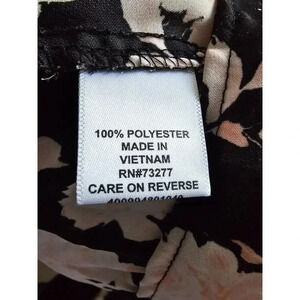 100% POLYESTER
MADE IN
VIETNAM
RN#73277
CARE ON REVERSE